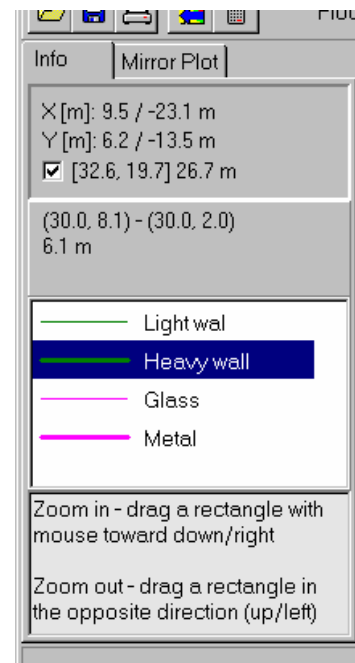 Info
Mirror Plot
X [m]: 9.5 / -23.1 m
Y [m]: 6.2 / -13.5 m
[32.6, 19.7] 26.7 m
(30.0, 8.1) - (30.0, 2.0)
6.1 m
Light wal
Heavy wall
Glass
Metal
Zoom in - drag a rectangle with
mouse toward down/right
Zoom out - drag a rectangle in
the opposite direction (up/left)